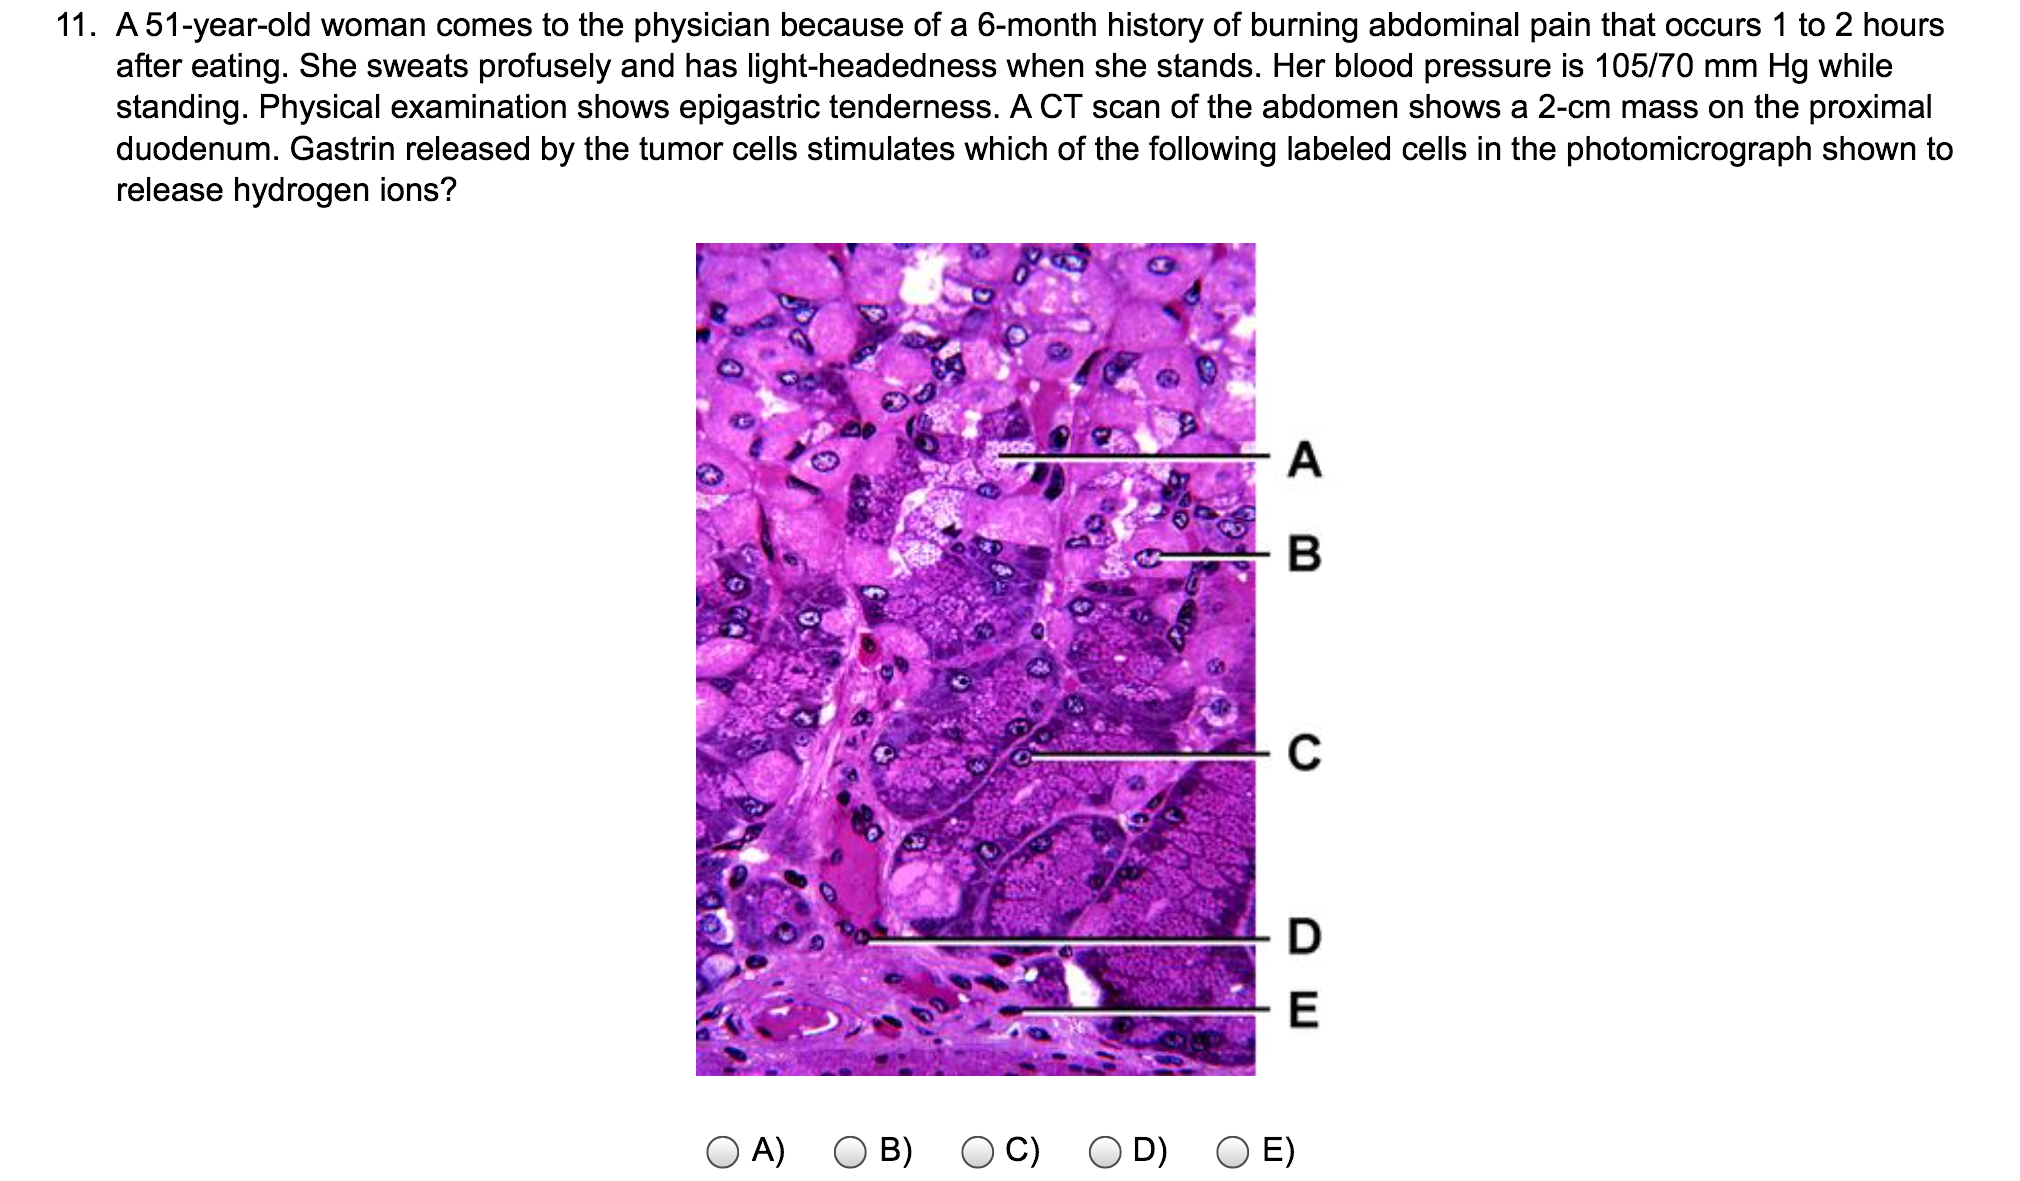 11. A 51-year-old woman comes to the physician because of a 6-month history of burning abdominal pain that occurs 1 to 2 hours
after eating. She sweats profusely and has light-headedness when she stands. Her blood pressure is 105/70 mm Hg while
standing. Physical examination shows epigastric tenderness. A CT scan of the abdomen shows a 2-cm mass on the proximal
duodenum. Gastrin released by the tumor cells stimulates which of the following labeled cells in the photomicrograph shown to
release hydrogen ions?
A
B
C
D
E
A) B) C) D) E)